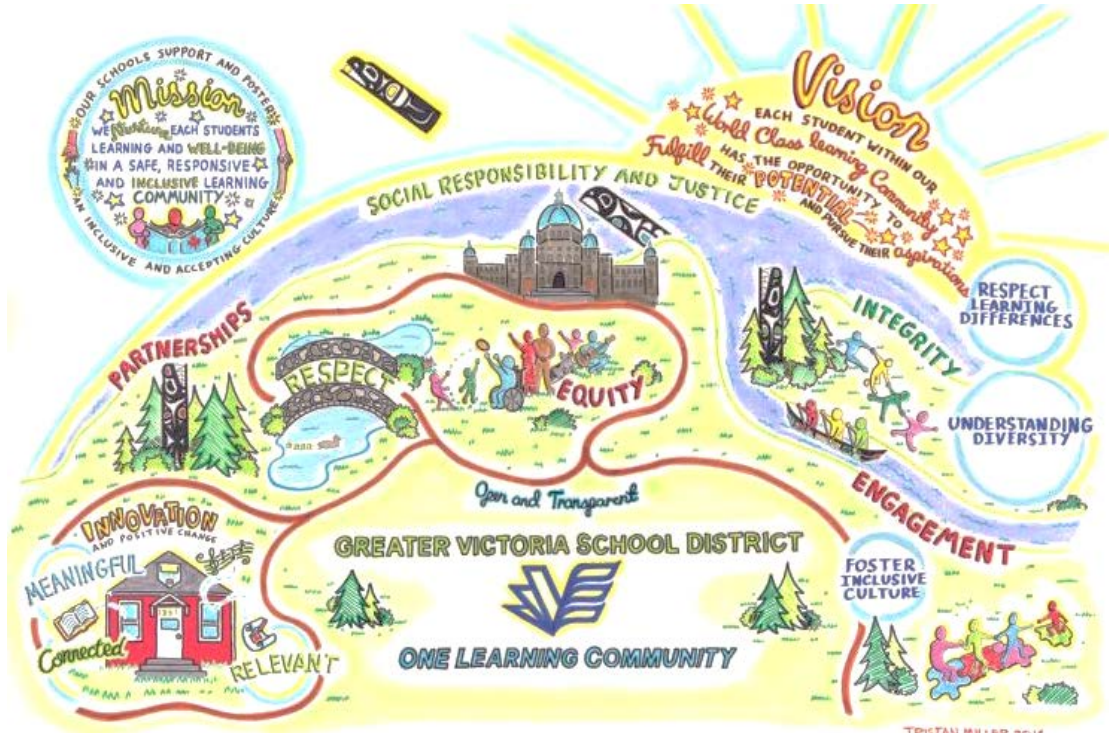 OUR SCHOOLS SUPPORT AND FOSTER
Mission
WE Nurture EACH STUDENTS
LEARNING AND WELL-BEING
IN A SAFE, RESPONSIVE
AND INCLUSIVE LEARNING
COMMUNITY
AN INCLUSIVE AND ACCEPTING CULTURE
Vision
EACH STUDENT WITHIN OUR
World Class learning Community
HAS THE OPPORTUNITY TO
Fulfill THEIR POTENTIAL
AND PURSUE THEIR aspirations
SOCIAL RESPONSIBILITY AND JUSTICE
PARTNERSHIPS
RESPECT
EQUITY
INTEGRITY
RESPECT
LEARNING
DIFFERENCES
UNDERSTANDING
DIVERSITY
ENGAGEMENT
Open and Transparent
INNOVATION
AND POSITIVE CHANGE
MEANINGFUL
Connected
RELEVANT
GREATER VICTORIA SCHOOL DISTRICT
ONE LEARNING COMMUNITY
FOSTER
INCLUSIVE
CULTURE
TRISTAN MILLER